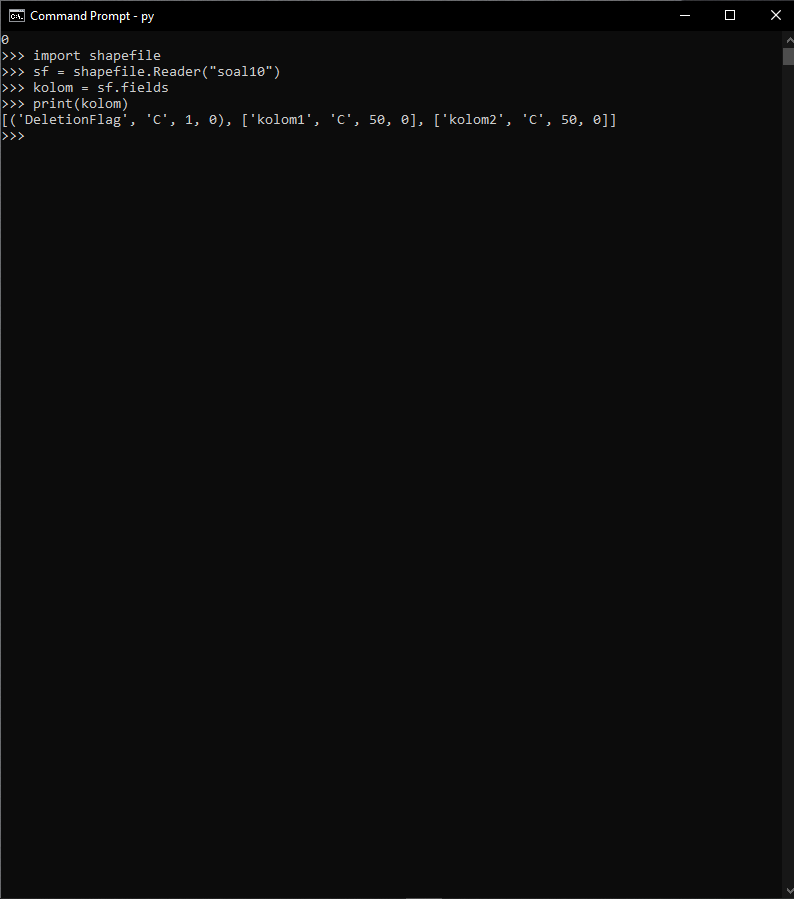 Command Prompt - py
0
>>> import shapefile
>>> sf = shapefile.Reader("soal10")
>>> kolom = sf.fields
>>> print(kolom)
[('DeletionFlag', 'C', 1, 0), ['kolom1', 'C', 50, 0], ['kolom2', 'C', 50, 0]]
>>>